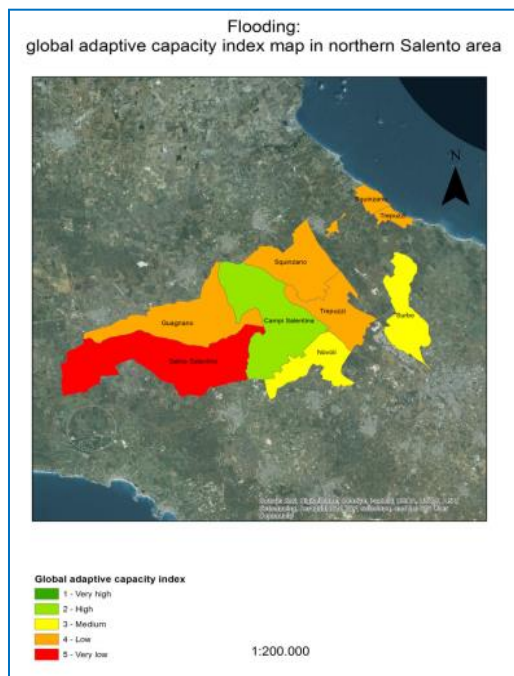 Flooding:
global adaptive capacity index map in northern Salento area
N
Squinzano
Trepuzzi
Squinzano
Surbo
Trepuzzi
Campi Salentina
Guagnano
Novoli
Salice Salentino
Global adaptive capacity index
1 - Very high
2 - High
3 - Medium
4 - Low
5 - Very low
1:200.000